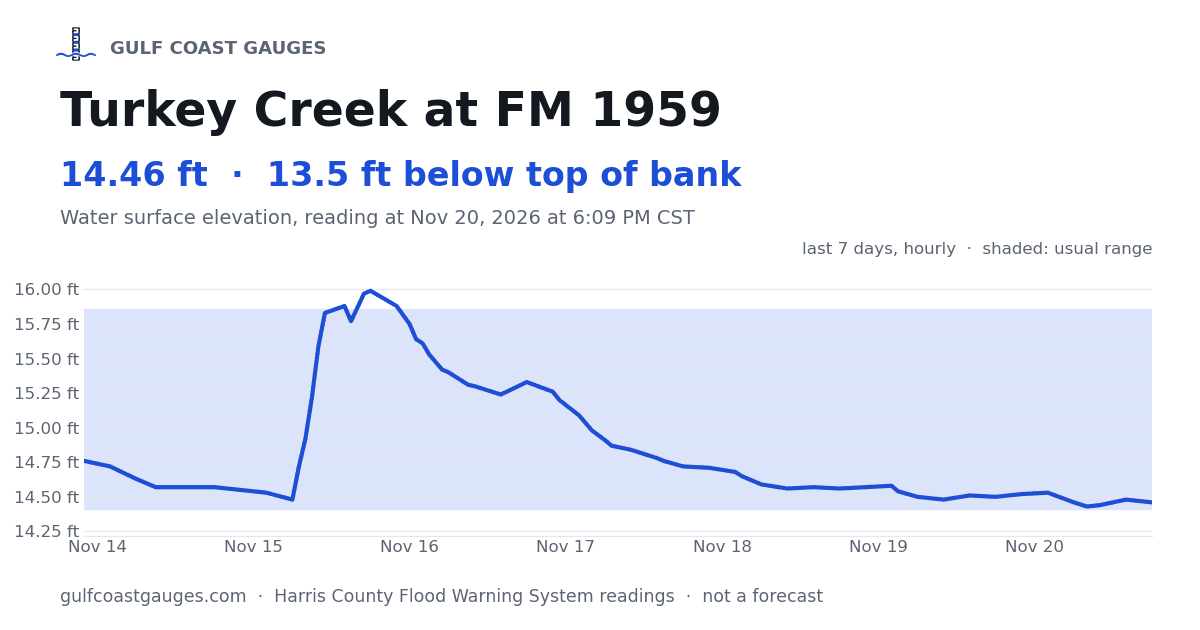 GULF COAST GAUGES
Turkey Creek at FM 1959
14.46 ft · 13.5 ft below top of bank
Water surface elevation, reading at Nov 20, 2026 at 6:09 PM CST
last 7 days, hourly · shaded: usual range
16.00 ft
15.75 ft
15.50 ft
15.25 ft
15.00 ft
14.75 ft
14.50 ft
14.25 ft
Nov 14 Nov 15 Nov 16 Nov 17 Nov 18 Nov 19 Nov 20
gulfcoastgauges.com · Harris County Flood Warning System readings · not a forecast